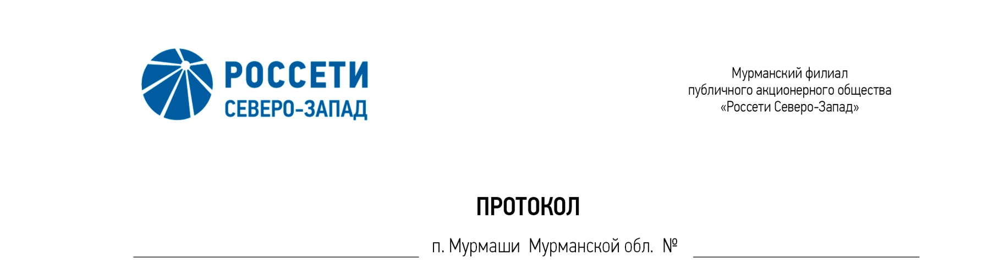 РОССЕТИ
СЕВЕРО-ЗАПАД
Мурманский филиал
публичного акционерного общества
«Россети Северо-Запад»
ПРОТОКОЛ
п. Мурмаши Мурманской обл. №